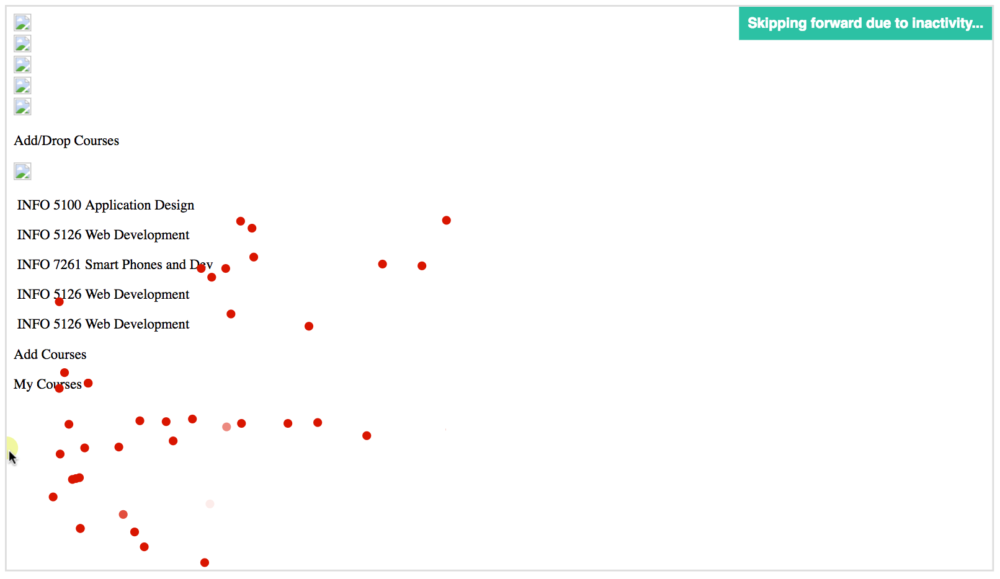 Skipping forward due to inactivity...
Add/Drop Courses
INFO 5100 Application Design
INFO 5126 Web Development
INFO 7261 Smart Phones and Dev
INFO 5126 Web Development
INFO 5126 Web Development
Add Courses
My Courses